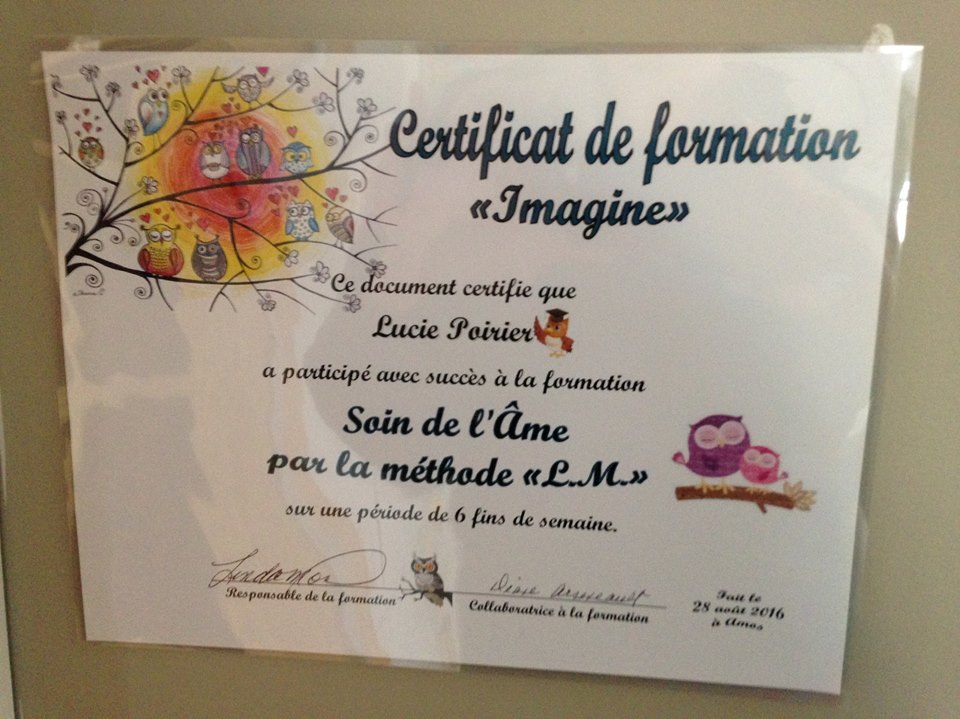 Certificat de formation
«Imagine»
Ce document certifie que
Lucie Poirier
a participé avec succès à la formation
Soin de l'Âme
par la méthode «L.M.»
sur une période de 6 fins de semaine.
Responsable de la formation
Diane Arseneault
Collaboratrice à la formation
Fait le
28 août 2016
à Amos